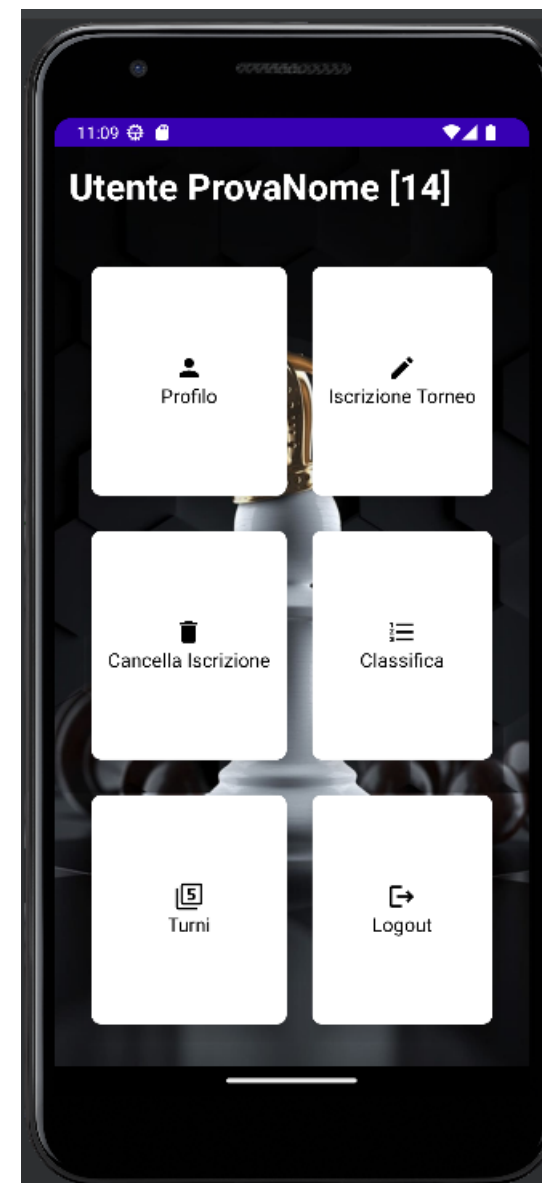 11:09
Utente ProvaNome [14]
Profilo
Iscrizione Torneo
Cancella Iscrizione
Classifica
5
Turni
Logout